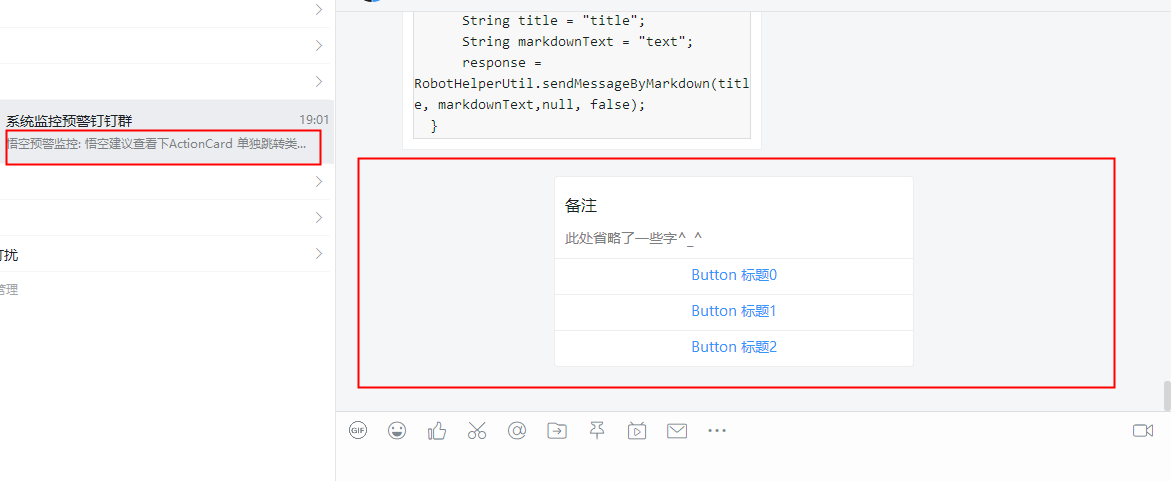 系统监控预警钉钉群
19:01
悟空预警监控: 悟空建议查看下ActionCard 单独跳转类...
扰
管理
String title = "title";
String markdownText = "text";
response =
RobotHelperUtil.sendMessageByMarkdown(titl
e, markdownText,null, false);
}
备注
此处省略了一些字^_^
Button 标题0
Button 标题1
Button 标题2
GIF